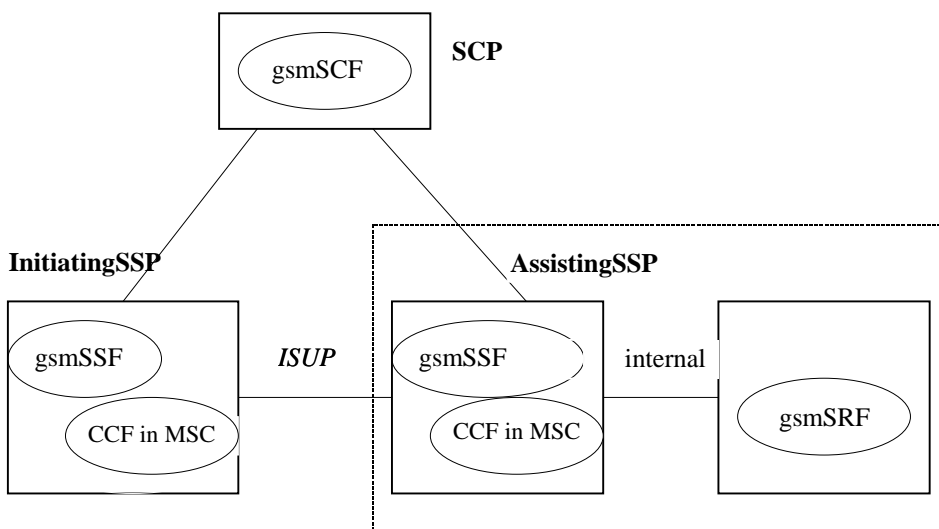 SCP
gsmSCF
InitiatingSSP
AssistingSSP
gsmSSF
ISUP
gsmSSF
internal
CCF in MSC
CCF in MSC
gsmSRF